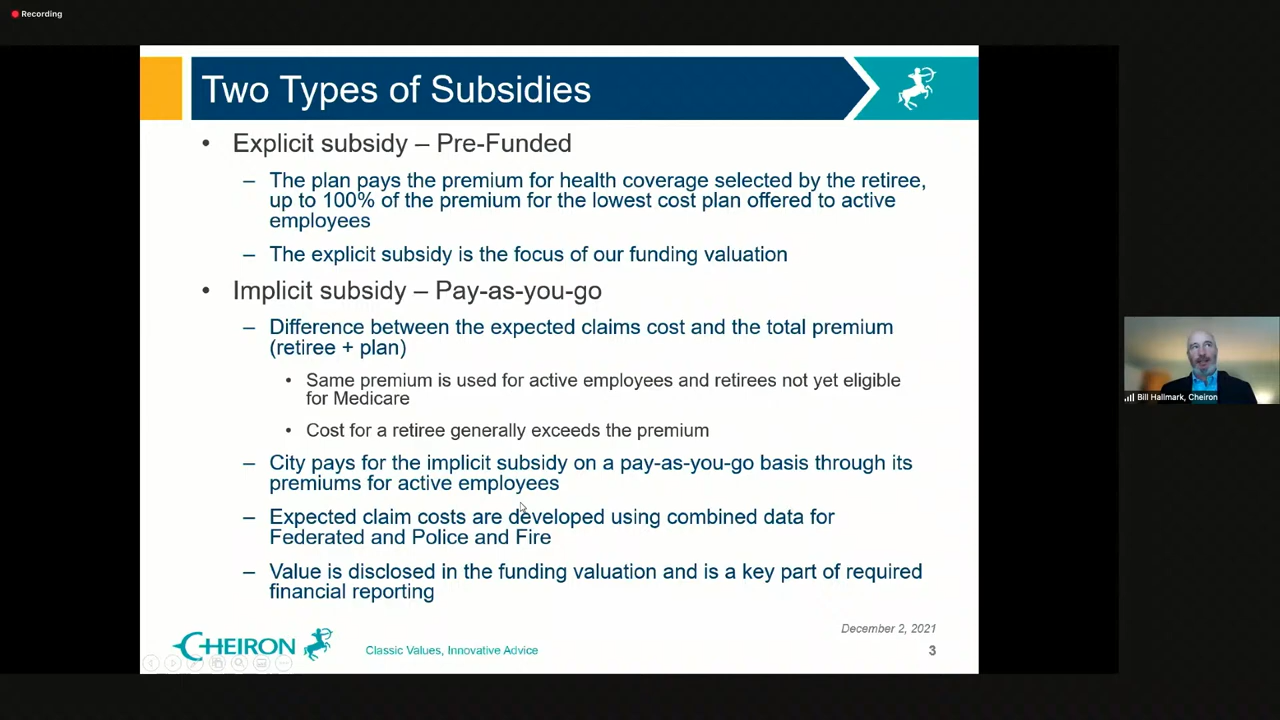 Recording
Two Types of Subsidies
• Explicit subsidy – Pre-Funded
– The plan pays the premium for health coverage selected by the retiree,
up to 100% of the premium for the lowest cost plan offered to active
employees
– The explicit subsidy is the focus of our funding valuation
• Implicit subsidy – Pay-as-you-go
– Difference between the expected claims cost and the total premium
(retiree + plan)
• Same premium is used for active employees and retirees not yet eligible
for Medicare
• Cost for a retiree generally exceeds the premium
– City pays for the implicit subsidy on a pay-as-you-go basis through its
premiums for active employees
– Expected claim costs are developed using combined data for
Federated and Police and Fire
– Value is disclosed in the funding valuation and is a key part of required
financial reporting
December 2, 2021
CHEIRON
Classic Values, Innovative Advice
3
Bill Hallmark, Cheiron